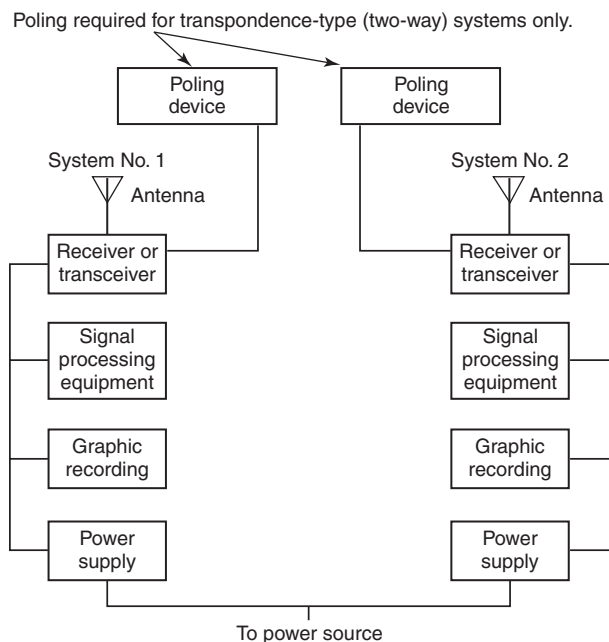 Poling required for transpondence-type (two-way) systems only.
Poling
device
Poling
device
System No. 1
Antenna
System No. 2
Antenna
Receiver or
transceiver
Receiver or
transceiver
Signal
processing
equipment
Signal
processing
equipment
Graphic
recording
Graphic
recording
Power
supply
Power
supply
To power source